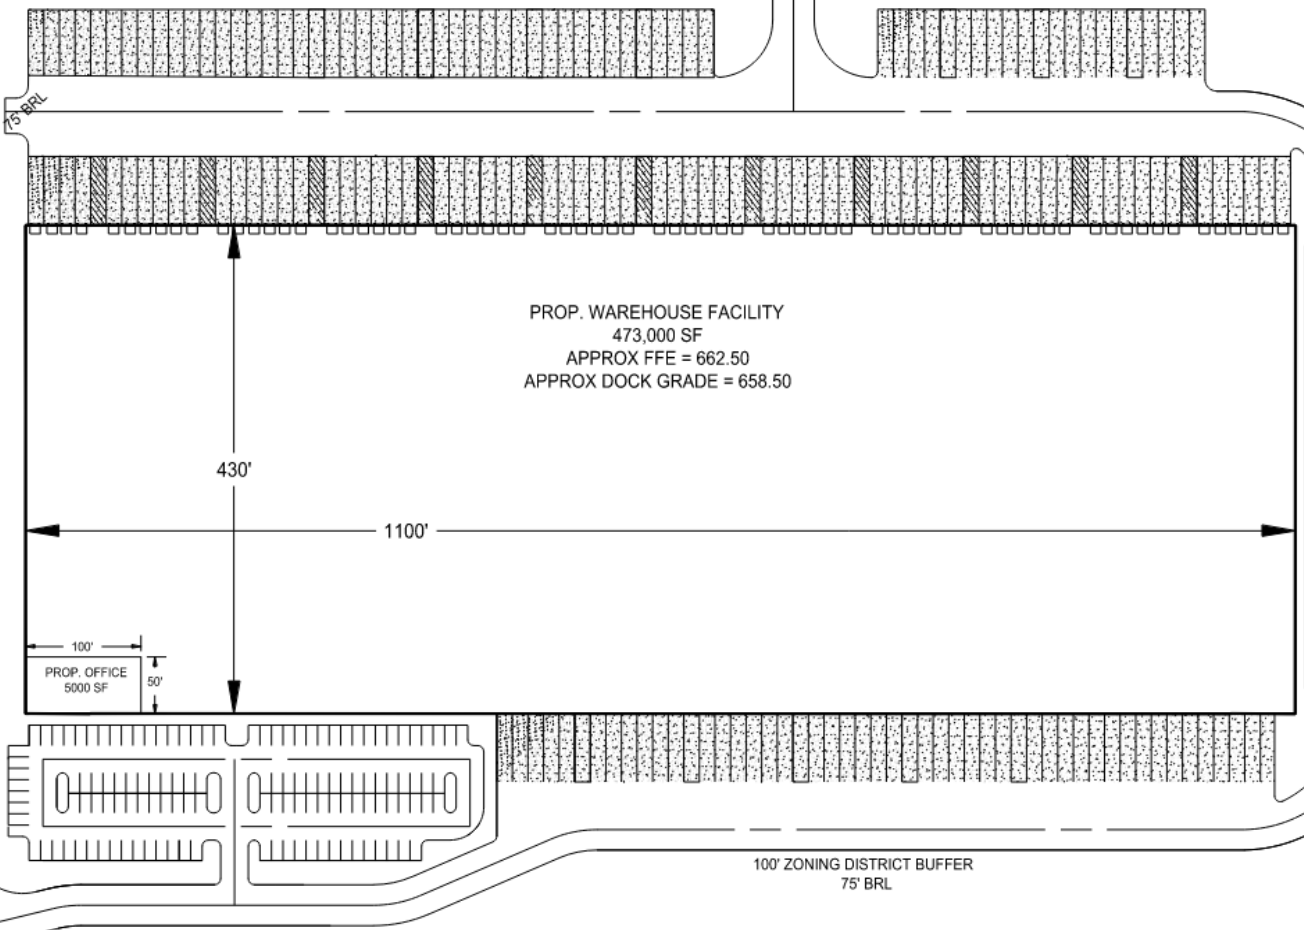 75' BRL
PROP. WAREHOUSE FACILITY
473,000 SF
APPROX FFE = 662.50
APPROX DOCK GRADE = 658.50
430'
1100'
100'
PROP. OFFICE
5000 SF
50'
100' ZONING DISTRICT BUFFER
75' BRL